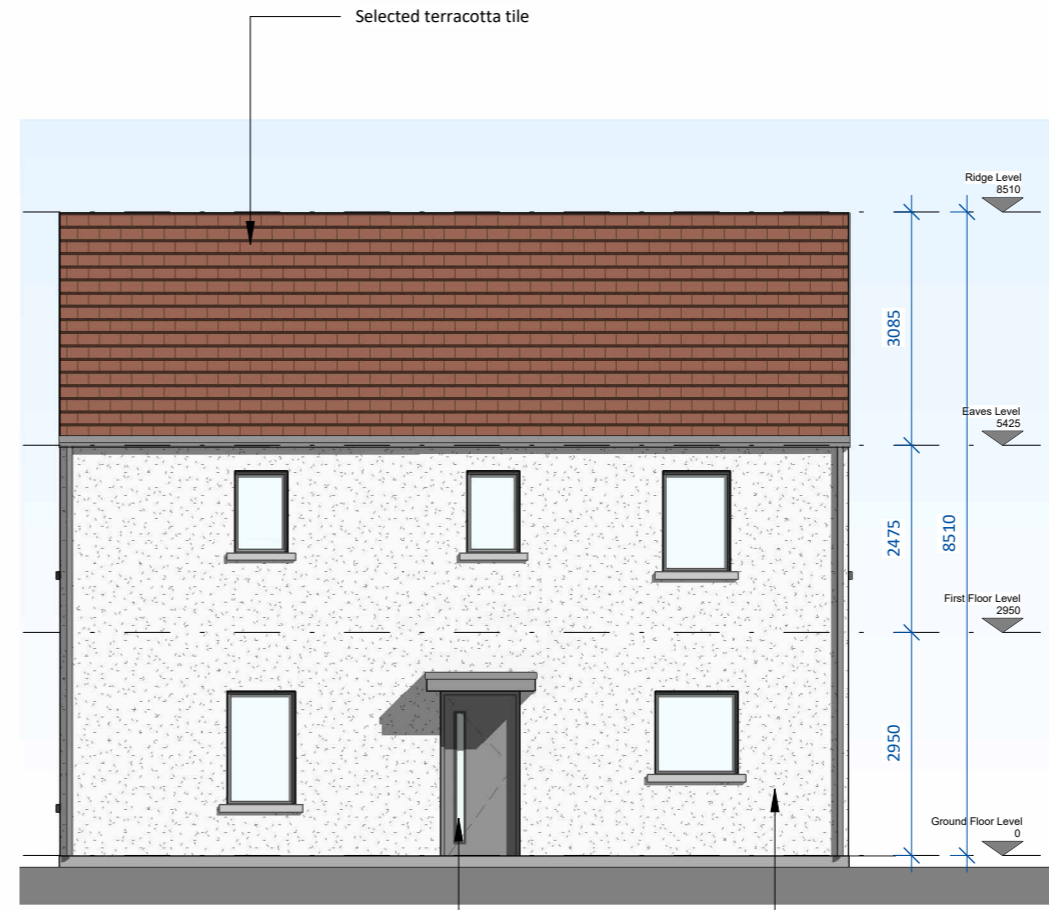 Selected terracotta tile
Ridge Level
8510
3085
Eaves Level
5425
2475
8510
First Floor Level
2950
2950
Ground Floor Level
0